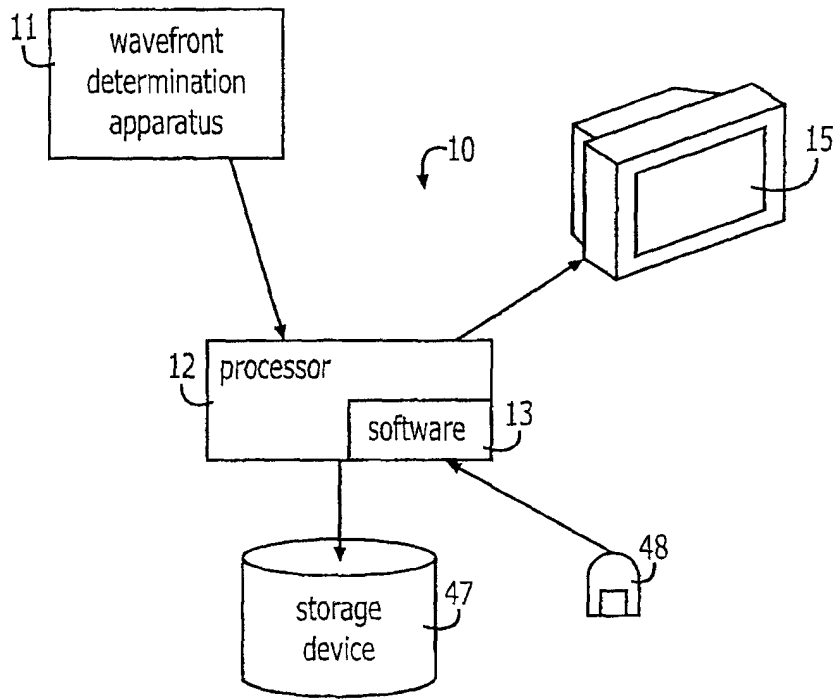 11
wavefront
determination
apparatus
10
15
12
processor
software
13
storage
device
47
48